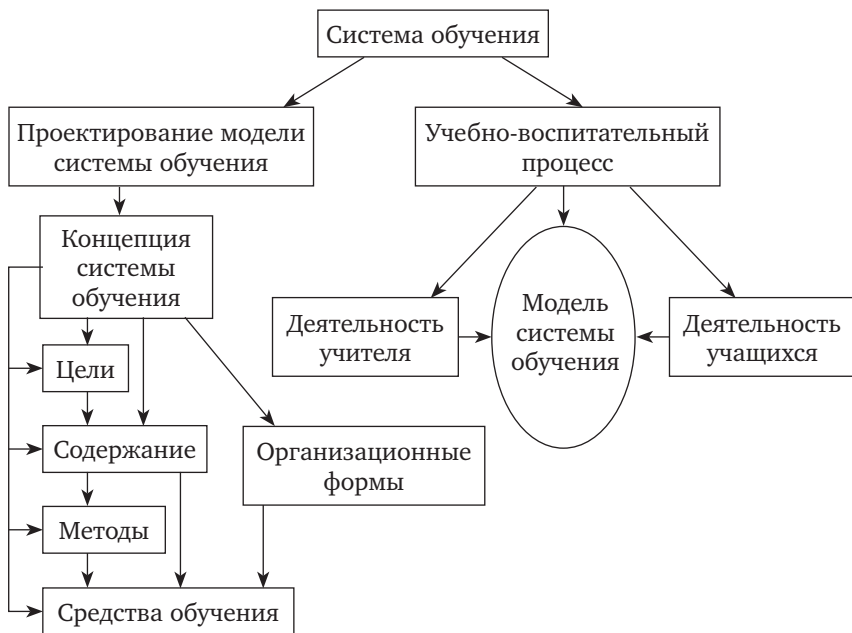 Система обучения
Проектирование модели
системы обучения
Учебно-воспитательный
процесс
Концепция
системы
обучения
Деятельность
учителя
Модель
системы
обучения
Деятельность
учащихся
Цели
Содержание
Организационные
формы
Методы
Средства обучения